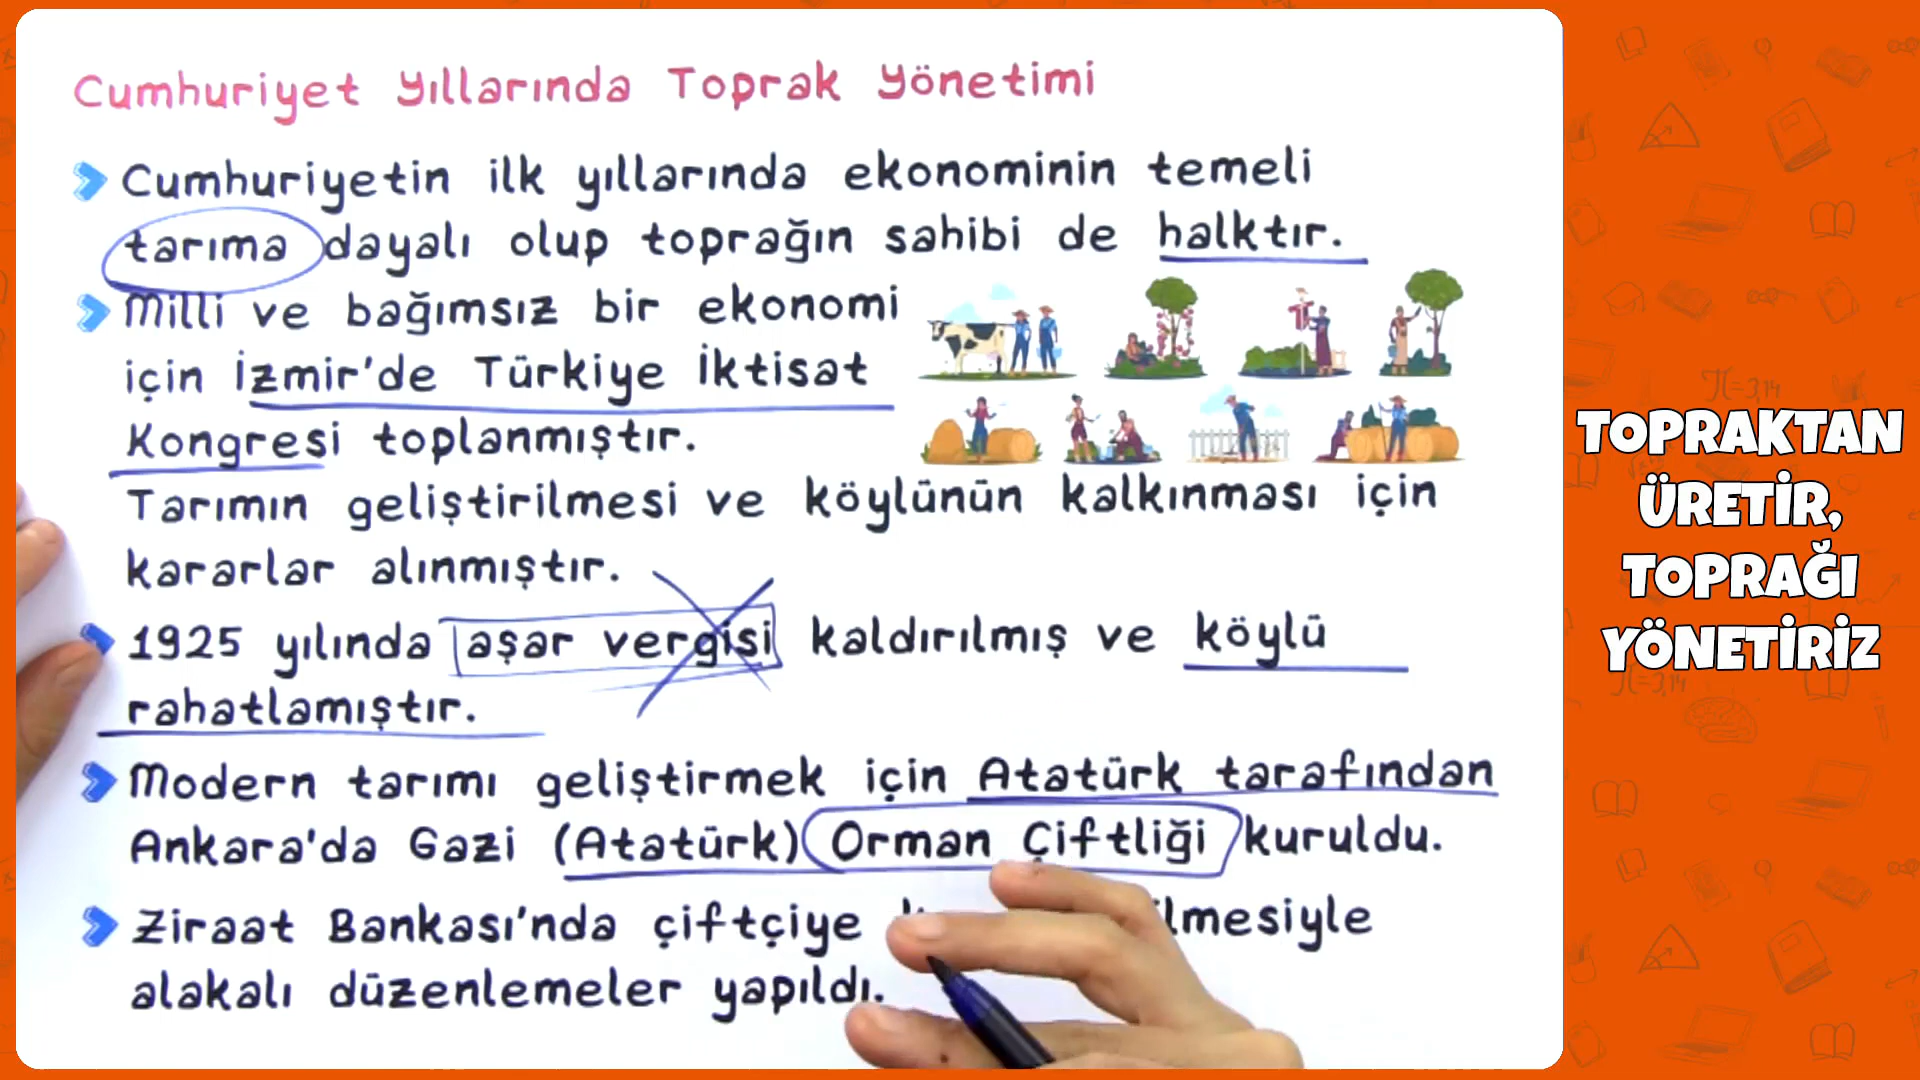 Cumhuriyet Yıllarında Toprak Yönetimi
Cumhuriyetin ilk yıllarında ekonominin temeli
tarıma dayalı olup toprağın sahibi de halktır.
Milli ve bağımsız bir ekonomi
için İzmir'de Türkiye İktisat
Kongresi toplanmıştır.
Tarımın geliştirilmesi ve köylünün kalkınması için
kararlar alınmıştır.
1925 yılında aşar vergisi kaldırılmış ve köylü
rahatlamıştır.
Modern tarımı geliştirmek için Atatürk tarafından
Ankara'da Gazi (Atatürk) Orman Çiftliği kuruldu.
Ziraat Bankası'nda çiftçiye
alakalı düzenlemeler yapıldı.
TOPRAKTAN
ÜRETİR,
TOPRAĞI
YÖNETİRİZ